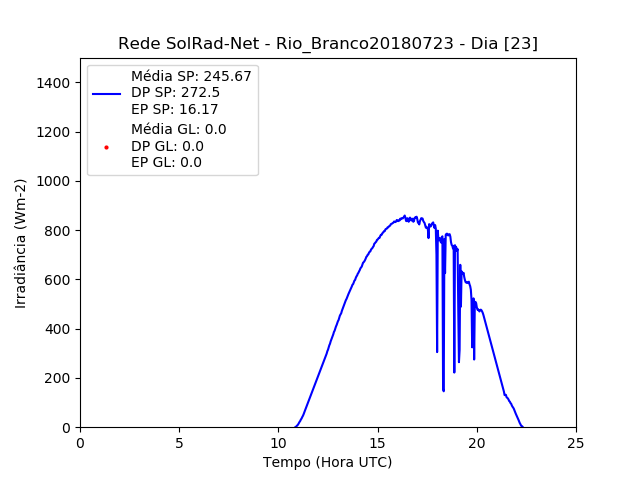 Rede SolRad-Net - Rio_Branco20180723 - Dia [23]
Média SP: 245.67
DP SP: 272.5
EP SP: 16.17
Média GL: 0.0
DP GL: 0.0
EP GL: 0.0
Irradiância (Wm-2)
1400
1200
1000
800
600
400
200
0
0 5 10 15 20 25
Tempo (Hora UTC)